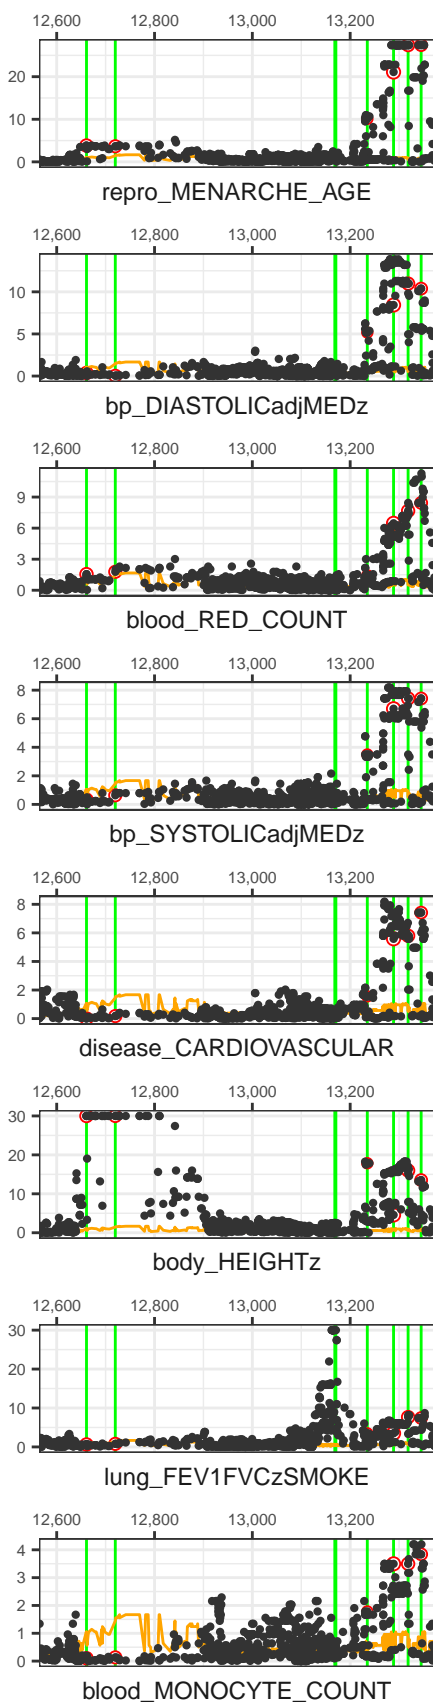 12,600 12,800 13,000 13,200
20
10
0
repro_MENARCHE_AGE
12,600 12,800 13,000 13,200
10
5
0
bp_DIASTOLICadjMEDz
12,600 12,800 13,000 13,200
9
6
3
0
blood_RED_COUNT
12,600 12,800 13,000 13,200
8
6
4
2
0
bp_SYSTOLICadjMEDz
12,600 12,800 13,000 13,200
8
6
4
2
0
disease_CARDIOVASCULAR
12,600 12,800 13,000 13,200
30
20
10
0
body_HEIGHTz
12,600 12,800 13,000 13,200
30
20
10
0
lung_FEV1FVCzSMOKE
12,600 12,800 13,000 13,200
4
3
2
1
0
blood_MONOCYTE_COUNT